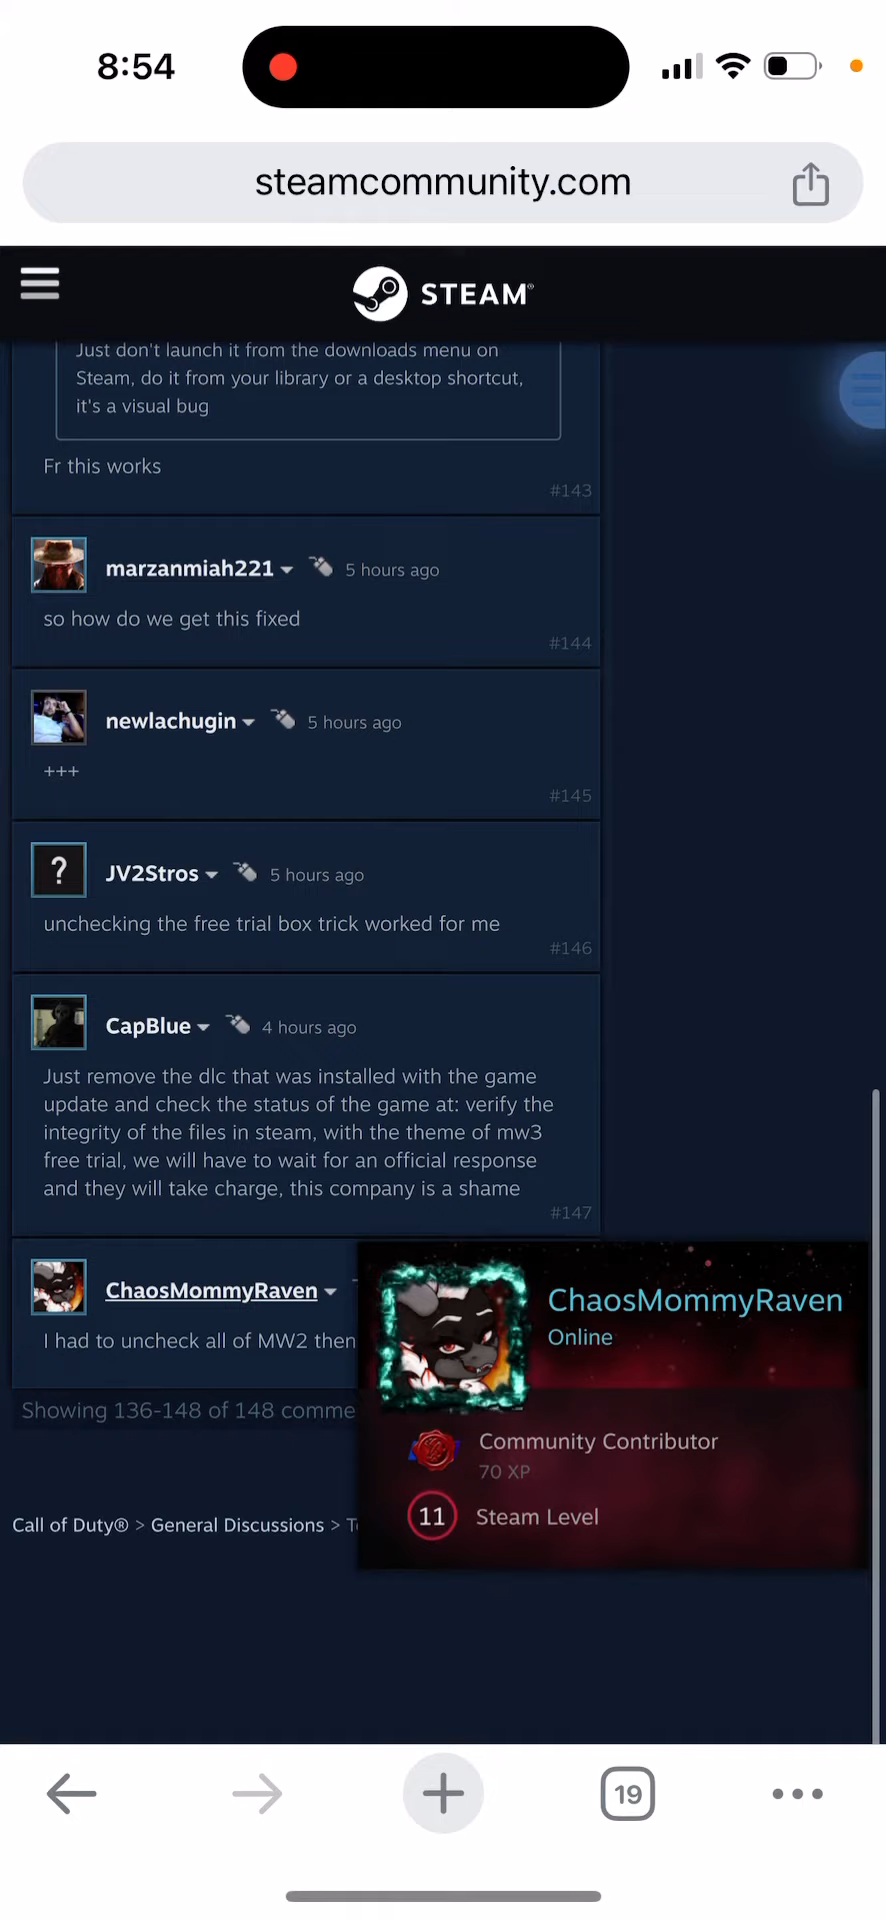 8:54
steamcommunity.com
STEAM®
Just don't launch it from the downloads menu on
Steam, do it from your library or a desktop shortcut,
it's a visual bug
Fr this works
#143
marzanmiah221 5 hours ago
so how do we get this fixed
#144
newlachugin 5 hours ago
+++
#145
?
JV2Stros 5 hours ago
unchecking the free trial box trick worked for me
#146
CapBlue 4 hours ago
Just remove the dlc that was installed with the game
update and check the status of the game at: verify the
integrity of the files in steam, with the theme of mw3
free trial, we will have to wait for an official response
and they will take charge, this company is a shame
#147
ChaosMommyRaven
I had to uncheck all of MW2 then
Showing 136-148 of 148 comme
ChaosMommyRaven
Online
Community Contributor
70 XP
11 Steam Level
Call of Duty® > General Discussions >
19